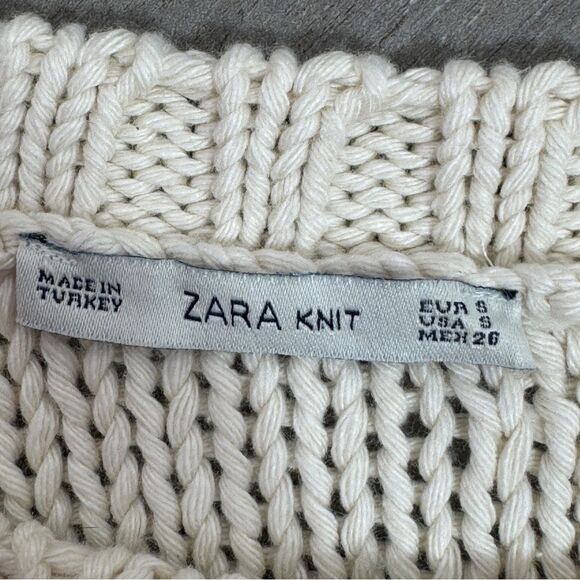 MADE IN
TURKEY
ZARA KNIT
EUR S
USA S
MEX 26